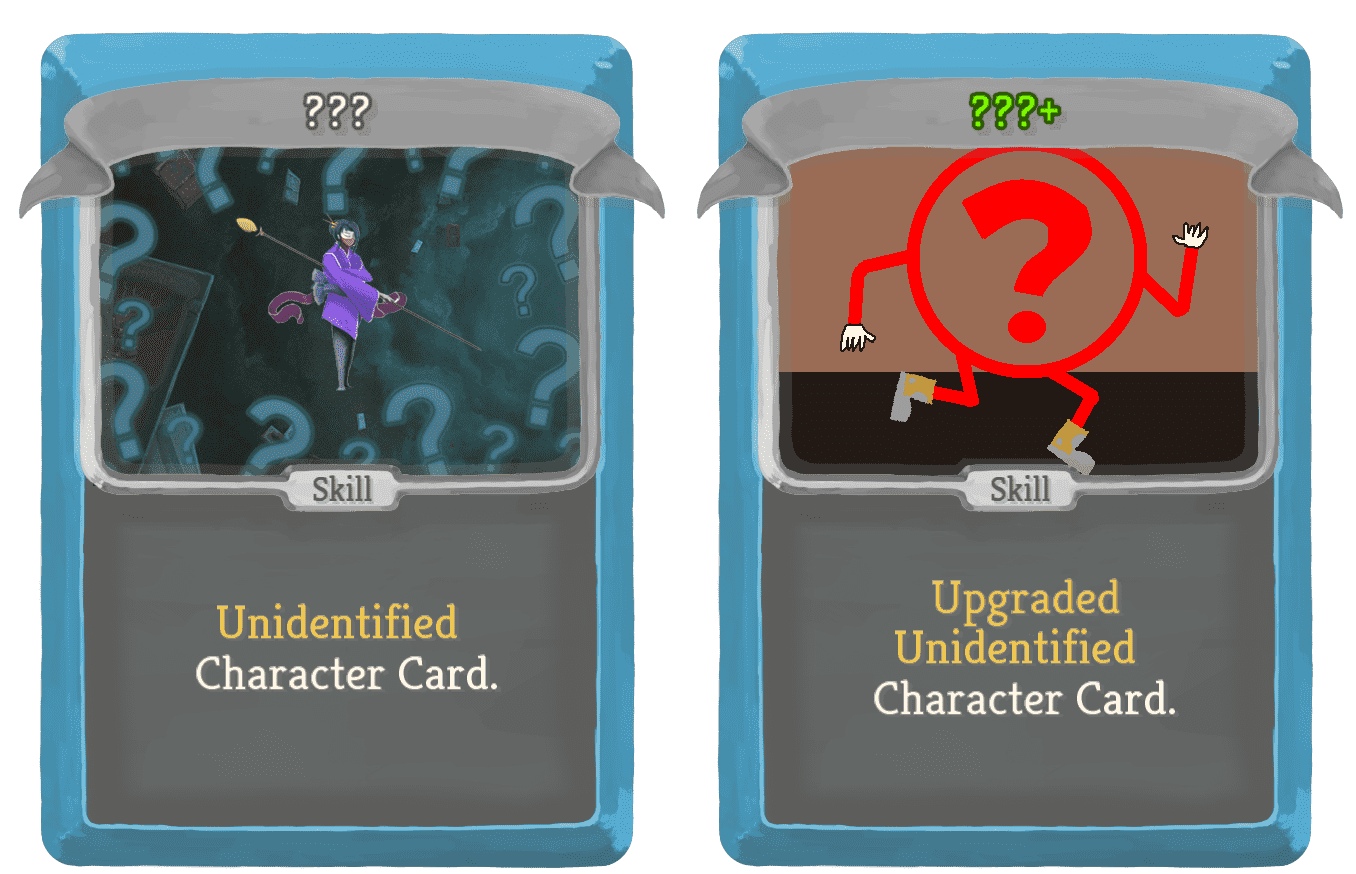 ???
Skill
Unidentified
Character Card.
???+
?
Skill
Upgraded
Unidentified
Character Card.